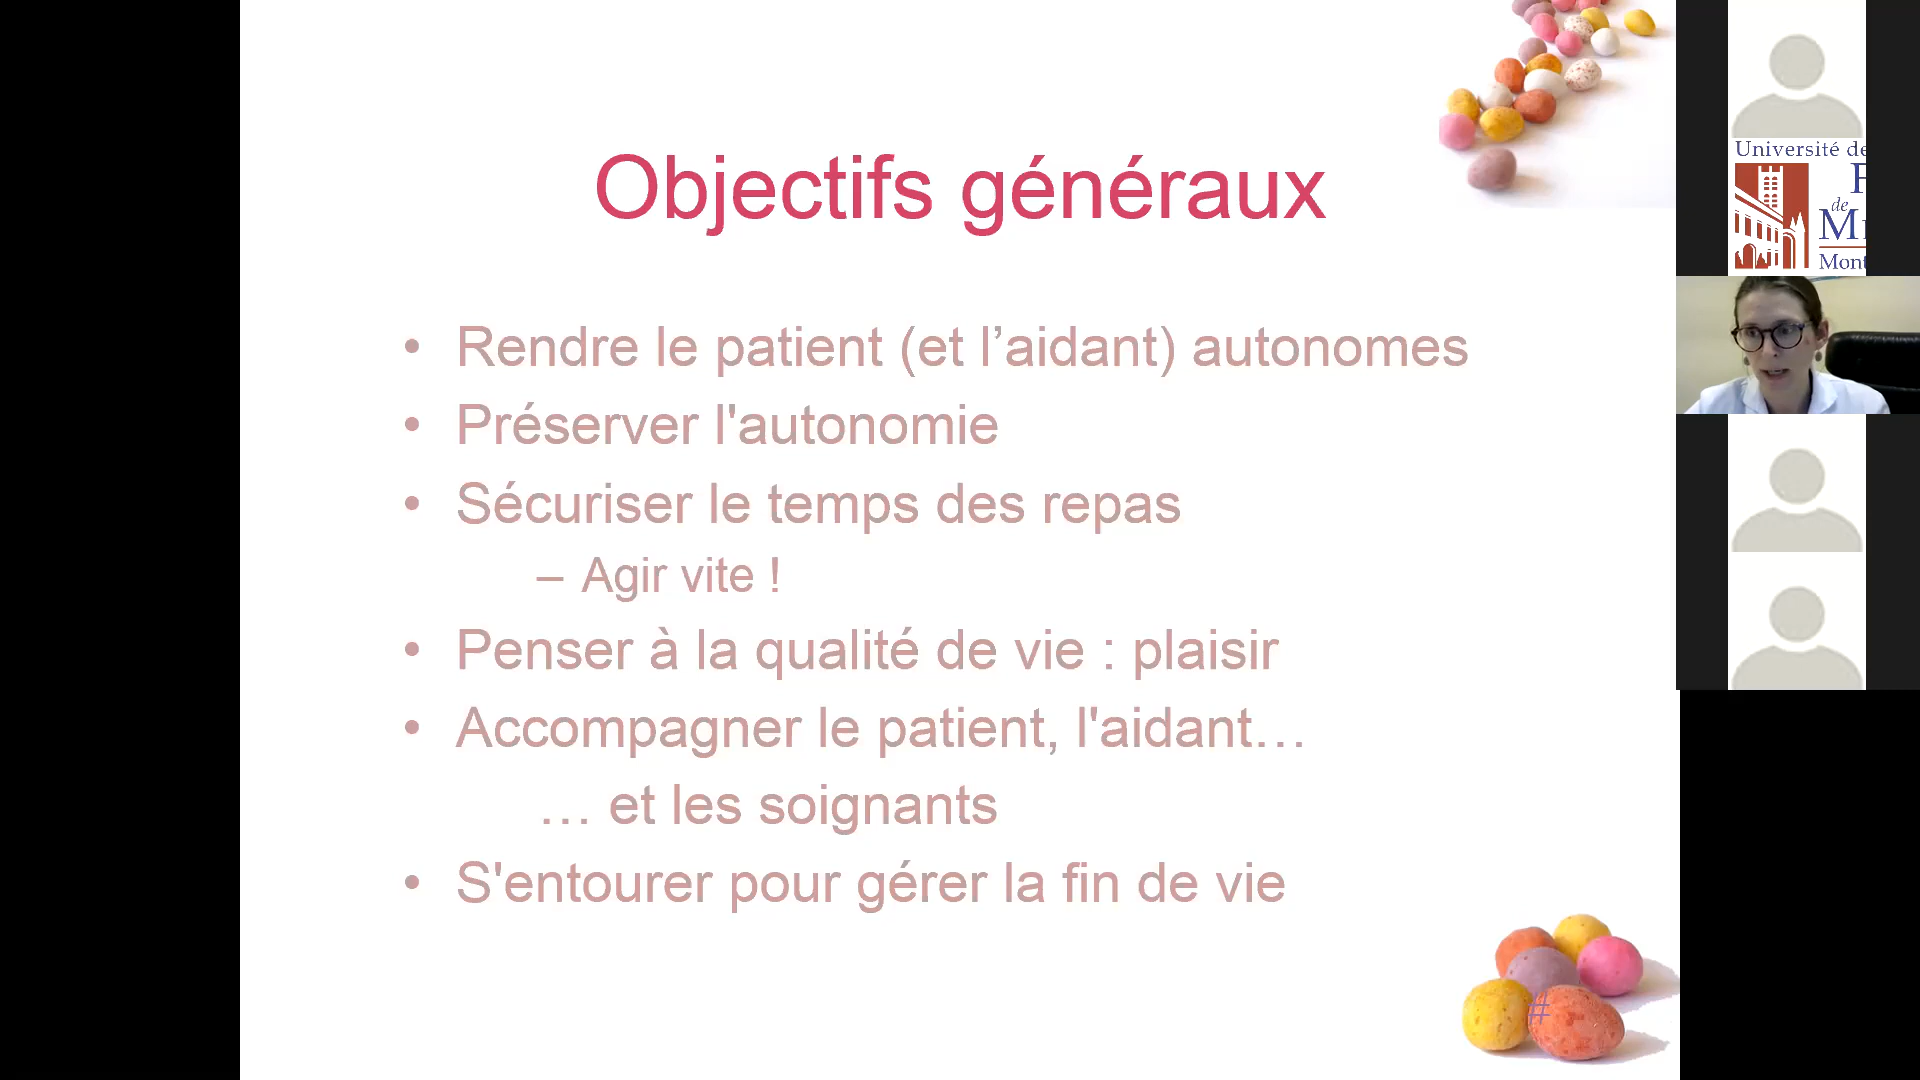 Objectifs généraux
• Rendre le patient (et l’aidant) autonomes
• Préserver l'autonomie
• Sécuriser le temps des repas
– Agir vite !
• Penser à la qualité de vie : plaisir
• Accompagner le patient, l'aidant…
… et les soignants
• S'entourer pour gérer la fin de vie
#
Université de
de
Mont